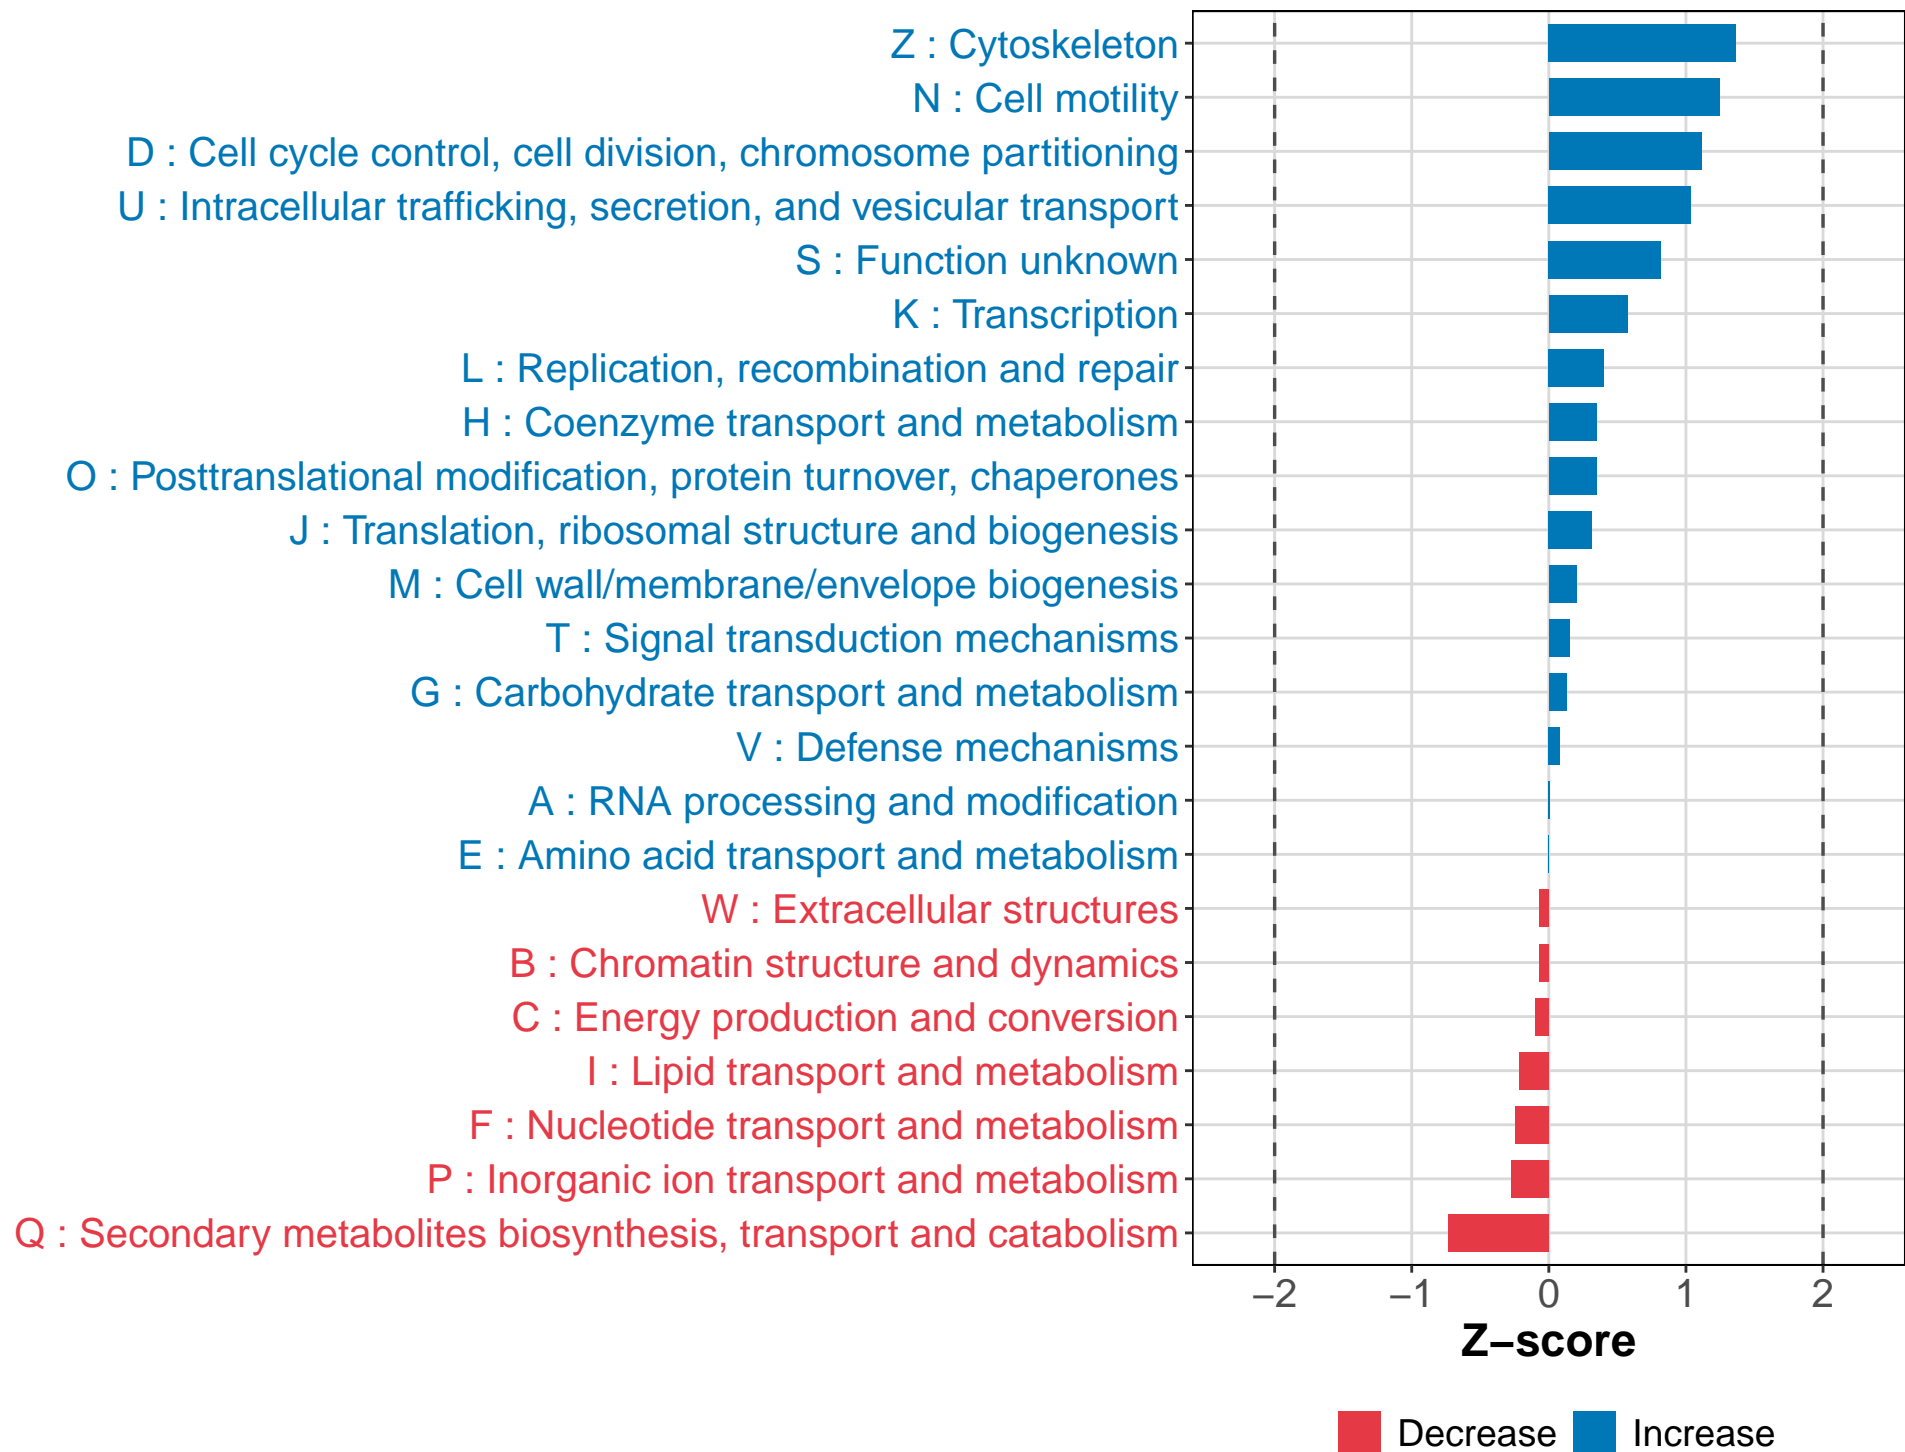 Z : Cytoskeleton
N : Cell motility
D : Cell cycle control, cell division, chromosome partitioning
U : Intracellular trafficking, secretion, and vesicular transport
S : Function unknown
K : Transcription
L : Replication, recombination and repair
H : Coenzyme transport and metabolism
O : Posttranslational modification, protein turnover, chaperones
J : Translation, ribosomal structure and biogenesis
M : Cell wall/membrane/envelope biogenesis
T : Signal transduction mechanisms
G : Carbohydrate transport and metabolism
V : Defense mechanisms
A : RNA processing and modification
E : Amino acid transport and metabolism
W : Extracellular structures
B : Chromatin structure and dynamics
C : Energy production and conversion
I : Lipid transport and metabolism
F : Nucleotide transport and metabolism
P : Inorganic ion transport and metabolism
Q : Secondary metabolites biosynthesis, transport and catabolism
−2 −1 0 1 2
Z−score
Decrease Increase